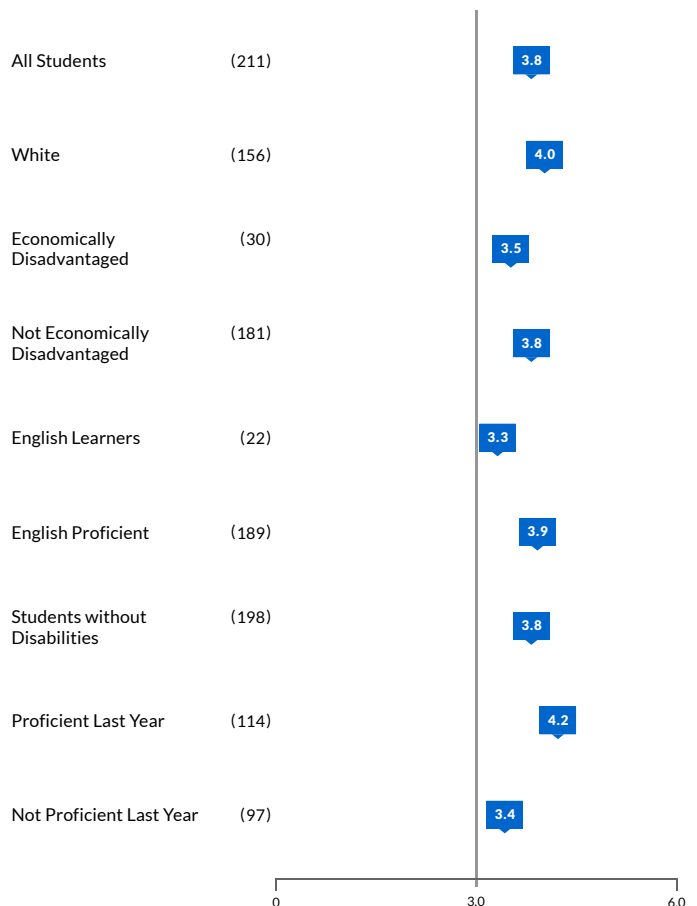 All Students (211) 3.8
White (156) 4.0
Economically (30) 3.5
Disadvantaged
Not Economically (181) 3.8
Disadvantaged
English Learners (22) 3.3
English Proficient (189) 3.9
Students without (198) 3.8
Disabilities
Proficient Last Year (114) 4.2
Not Proficient Last Year (97) 3.4
0 3.0 6.0